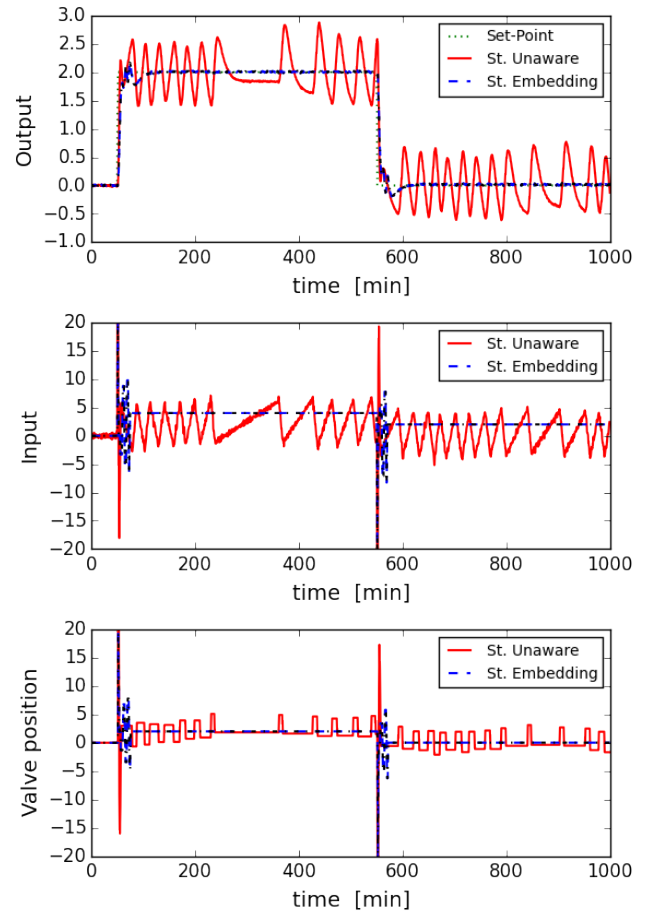 3.0
2.5
2.0
1.5
1.0
0.5
0.0
−0.5
−1.0
Output
Set-Point
St. Unaware
St. Embedding
0 200 400 600 800 1000
time [min]
20
15
10
5
0
−5
−10
−15
−20
Input
St. Unaware
St. Embedding
0 200 400 600 800 1000
time [min]
20
15
10
5
0
−5
−10
−15
−20
Valve position
St. Unaware
St. Embedding
0 200 400 600 800 1000
time [min]